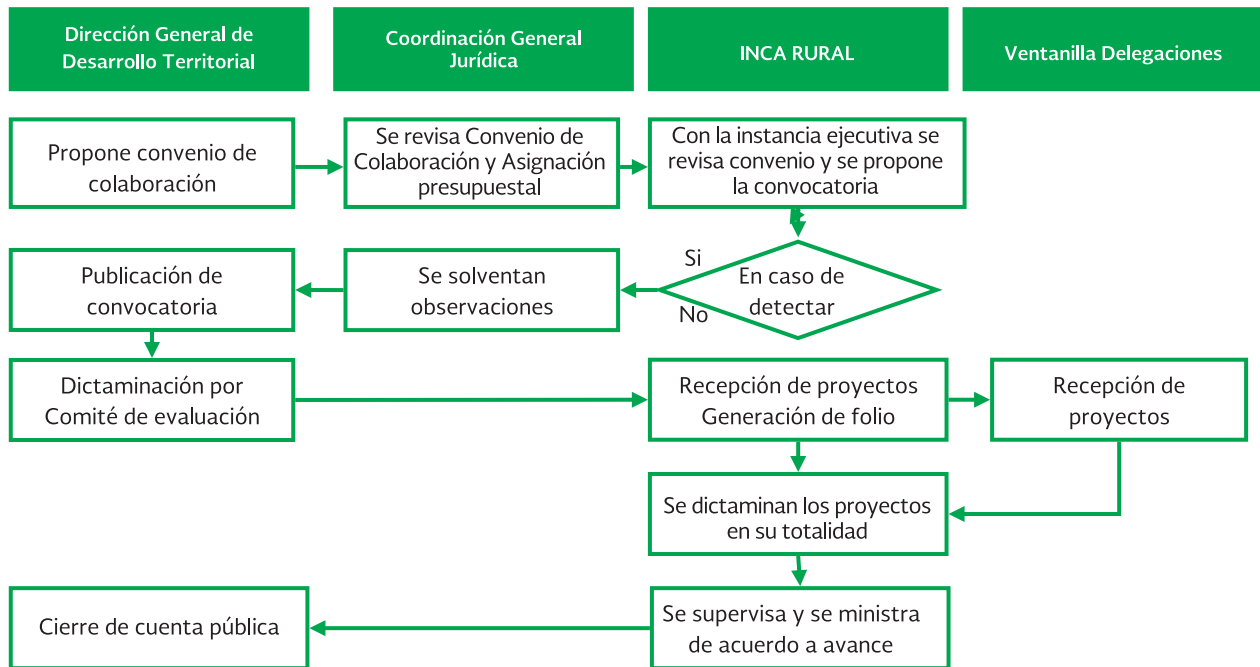 Dirección General de
Desarrollo Territorial
Coordinación General
Jurídica
INCA RURAL
Ventanilla Delegaciones
Propone convenio de
colaboración
Se revisa Convenio de
Colaboración y Asignación
presupuestal
Con la instancia ejecutiva se
revisa convenio y se propone
la convocatoria
Publicación de
convocatoria
Se solventan
observaciones
Si
No
En caso de
detectar
Dictaminación por
Comité de evaluación
Recepción de proyectos
Generación de folio
Recepción de
proyectos
Se dictaminan los proyectos
en su totalidad
Cierre de cuenta pública
Se supervisa y se ministra
de acuerdo a avance